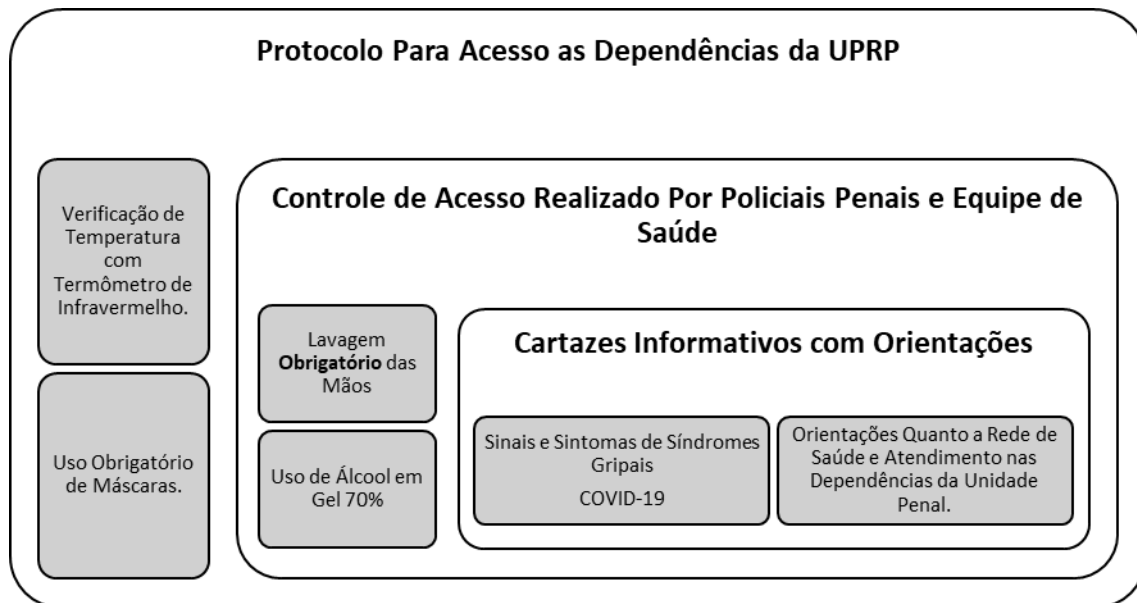 Protocolo Para Acesso as Dependências da UPRP
Verificação de
Temperatura
com
Termômetro de
Infravermelho.
Uso Obrigatório
de Máscaras.
Controle de Acesso Realizado Por Policiais Penais e Equipe de
Saúde
Lavagem
Obrigatório das
Mãos
Uso de Álcool em
Gel 70%
Cartazes Informativos com Orientações
Sinais e Sintomas de Síndromes
Gripais
COVID-19
Orientações Quanto a Rede de
Saúde e Atendimento nas
Dependências da Unidade
Penal.